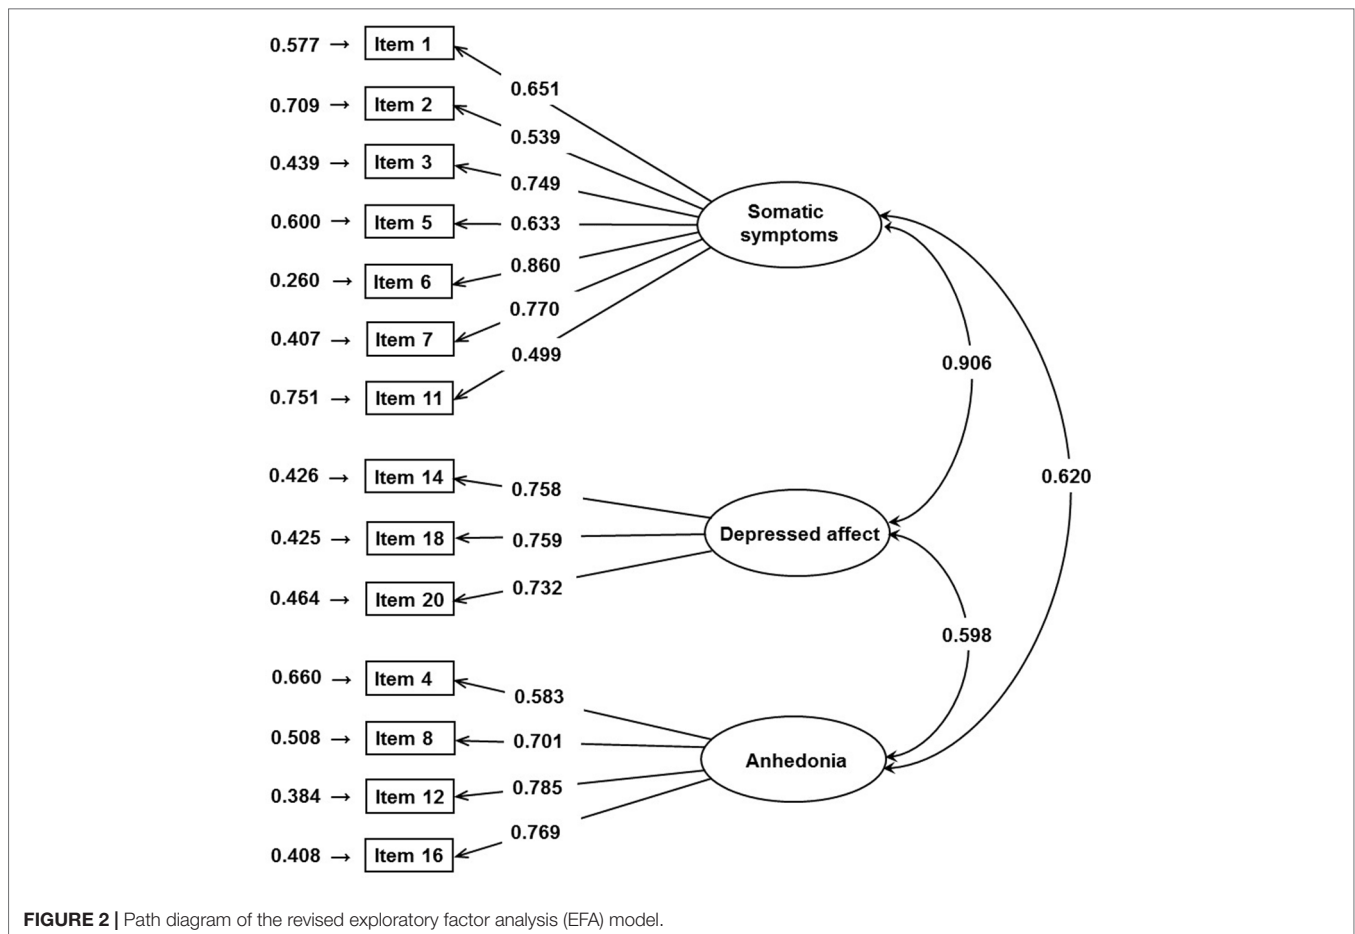 0.577 → Item 1
0.651
0.709 → Item 2
0.539
0.439 → Item 3
0.749
0.600 → Item 5
0.633
0.260 → Item 6
0.860
0.407 → Item 7
0.770
0.751 → Item 11
0.499
Somatic
symptoms
0.906
0.620
0.426 → Item 14
0.758
0.425 → Item 18
0.759
0.464 → Item 20
0.732
Depressed affect
0.598
0.660 → Item 4
0.583
0.508 → Item 8
0.701
0.384 → Item 12
0.785
0.408 → Item 16
0.769
Anhedonia
FIGURE 2 | Path diagram of the revised exploratory factor analysis (EFA) model.